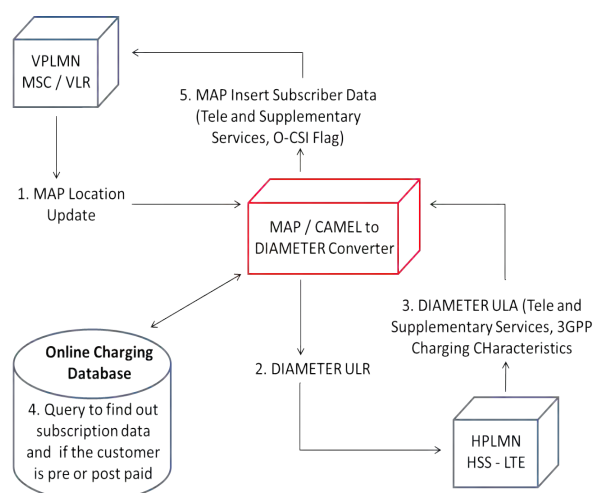 VPLMN
MSC / VLR
5. MAP Insert Subscriber Data
(Tele and Supplementary
Services, O-CSI Flag)
1. MAP Location
Update
MAP / CAMEL to
DIAMETER Converter
3. DIAMETER ULA (Tele and
Supplementary Services, 3GPP
Charging CHaracteristics
Online Charging
Database
2. DIAMETER ULR
4. Query to find out
subscription data
and if the customer
is pre or post paid
HPLMN
HSS - LTE